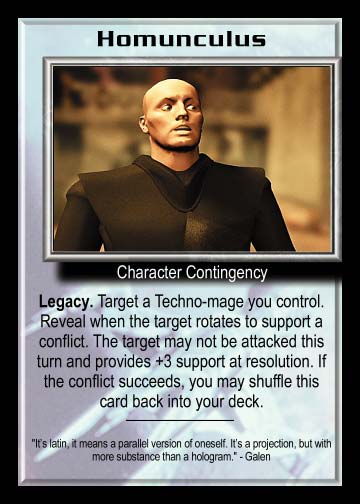 Homunculus
Character Contingency
Legacy. Target a Techno-mage you control.
Reveal when the target rotates to support a
conflict. The target may not be attacked this
turn and provides +3 support at resolution. If
the conflict succeeds, you may shuffle this
card back into your deck.
"It's latin, it means a parallel version of oneself. It's a projection, but with
more substance than a hologram." - Galen